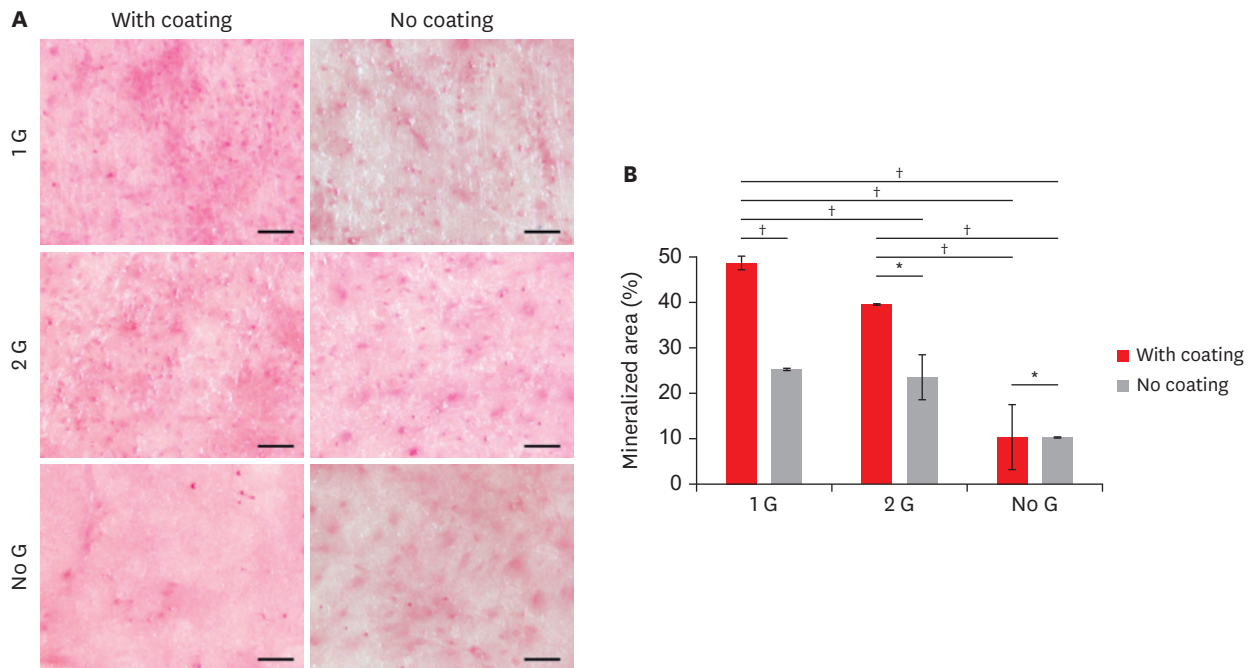 A
With coating
No coating
1 G
2 G
No G
B
†
†
†
†
†
†
*
*
Mineralized area (%)
50
40
30
20
10
0
1 G
2 G
No G
With coating
No coating